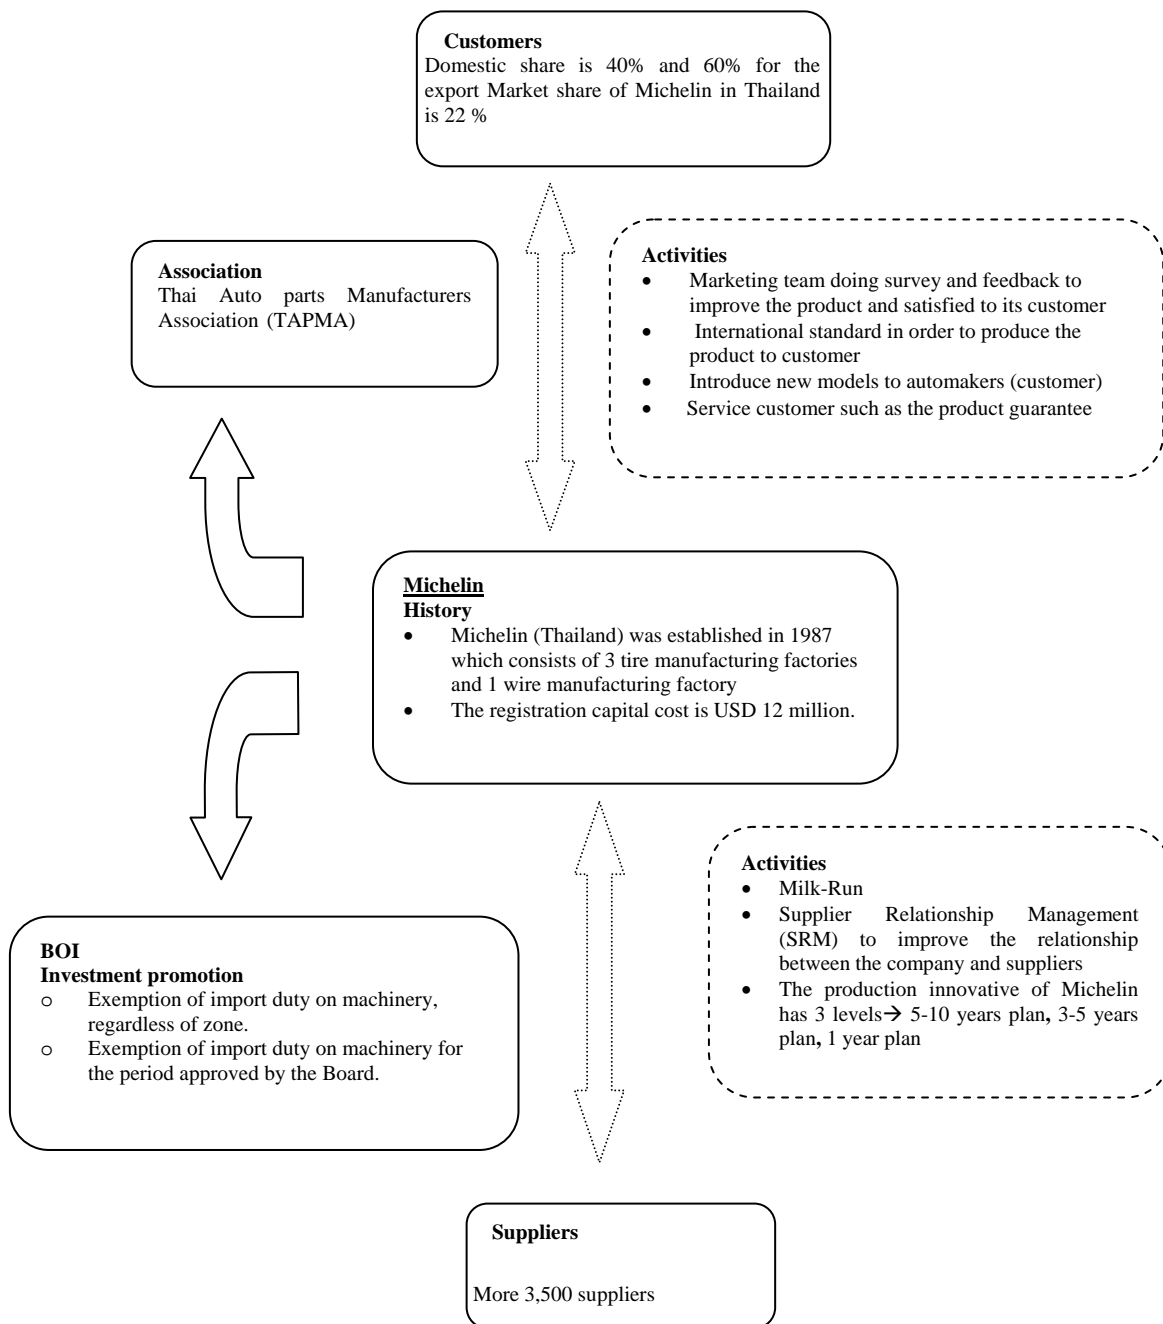 Customers
Domestic share is 40% and 60% for the
export Market share of Michelin in Thailand
is 22 %
Association
Thai Auto parts Manufacturers
Association (TAPMA)
Activities
• Marketing team doing survey and feedback to
improve the product and satisfied to its customer
• International standard in order to produce the
product to customer
• Introduce new models to automakers (customer)
• Service customer such as the product guarantee
Michelin
History
• Michelin (Thailand) was established in 1987
which consists of 3 tire manufacturing factories
and 1 wire manufacturing factory
• The registration capital cost is USD 12 million.
Activities
• Milk-Run
• Supplier Relationship Management
(SRM) to improve the relationship
between the company and suppliers
• The production innovative of Michelin
has 3 levels→ 5-10 years plan, 3-5 years
plan, 1 year plan
BOI
Investment promotion
o Exemption of import duty on machinery,
regardless of zone.
o Exemption of import duty on machinery for
the period approved by the Board.
Suppliers
More 3,500 suppliers